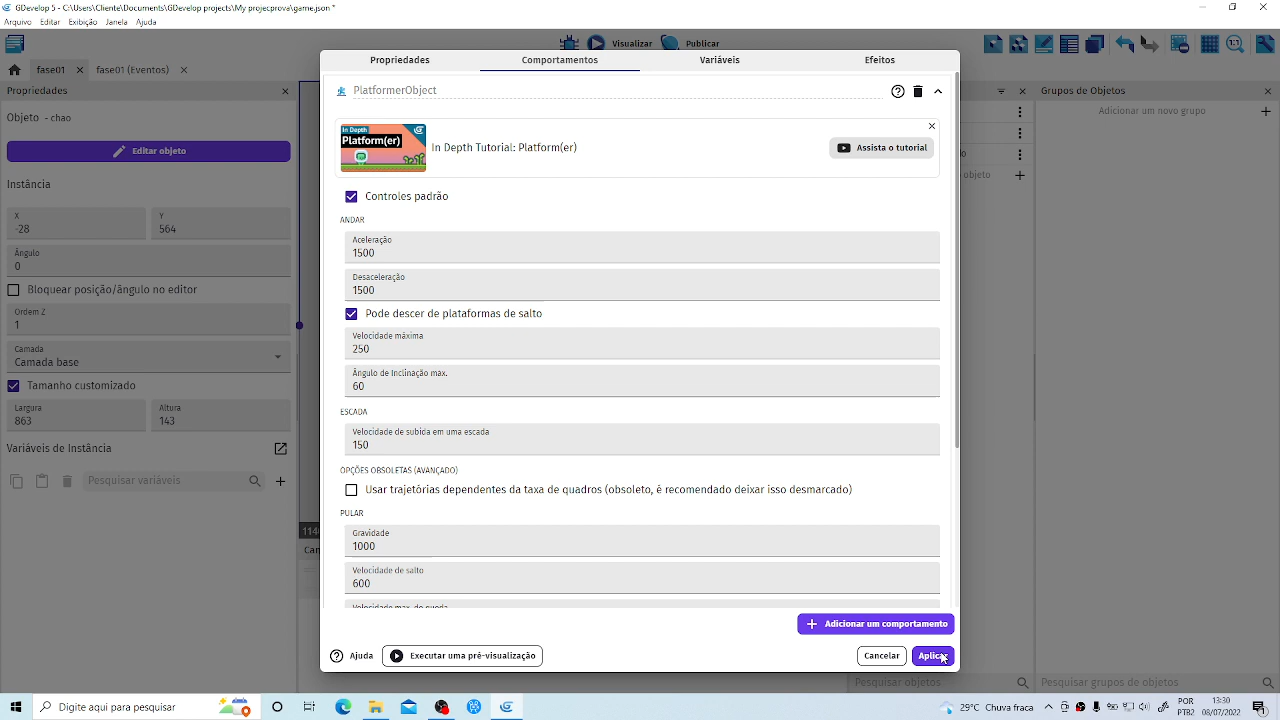 GDevelop 5 - C:\Users\Cliente\Documents\GDevelop projects\My project\prova\game.json *
Arquivo Editar Exibição Janela Ajuda
Visualizar Publicar
fase01 fase01 (Eventos)
Propriedades
Objeto - chao
Editar objeto
Instância
X
-28
Y
564
Ângulo
0
Bloquear posição/ângulo no editor
Ordem Z
1
Camada
Camada base
Tamanho customizado
Largura
863
Altura
143
Variáveis de Instância
Pesquisar variáveis
Propriedades Comportamentos Variáveis Efeitos
PlatformerObject
In Depth
Platform(er)
In Depth Tutorial: Platform(er)
Assista o tutorial
Controles padrão
ANDAR
Aceleração
1500
Desaceleração
1500
Pode descer de plataformas de salto
Velocidade máxima
250
Ângulo de Inclinação max.
60
ESCADA
Velocidade de subida em uma escada
150
OPÇÕES OBSOLETAS (AVANÇADO)
Usar trajetórias dependentes da taxa de quadros (obsoleto, é recomendado deixar isso desmarcado)
PULAR
Gravidade
1000
Velocidade de salto
600
Velocidade max. de queda
Adicionar um comportamento
Ajuda Executar uma pré-visualização Cancelar Aplicar
Grupos de Objetos
Adicionar um novo grupo
objeto
Pesquisar objetos
Pesquisar grupos de objetos
Digite aqui para pesquisar
29°C Chuva fraca
POR
PTB2
13:30
08/07/2022
1